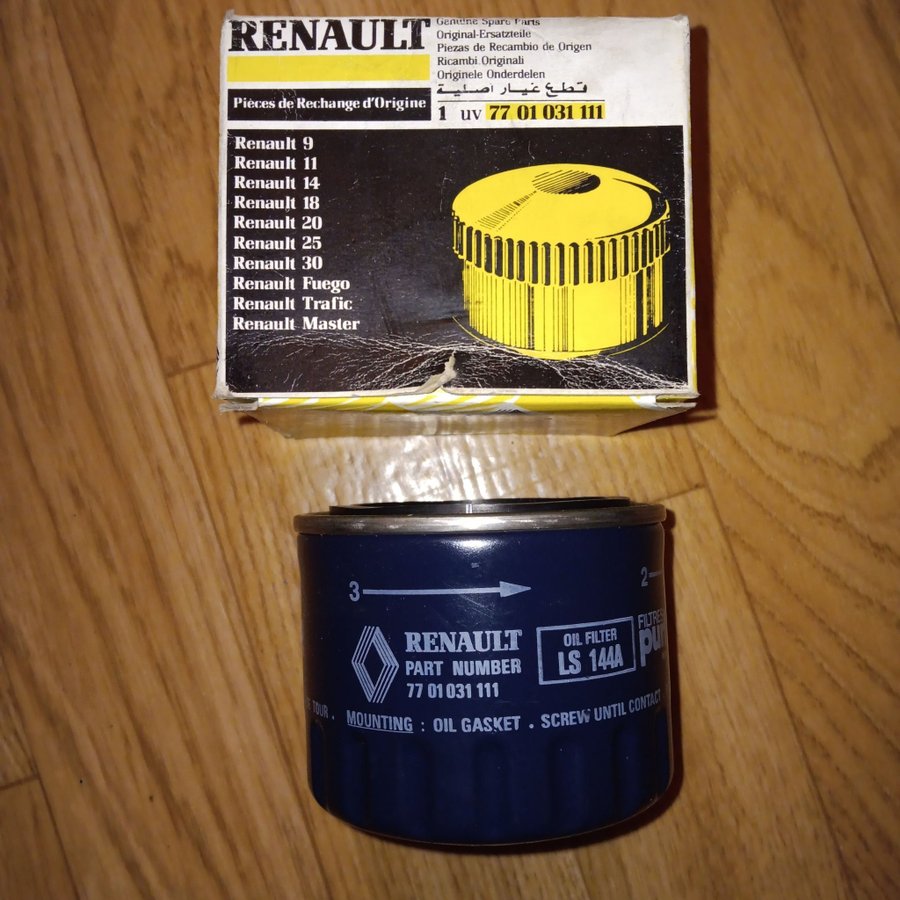 RENAULT
Genuine Spare Parts
Original-Ersatzteile
Piezas de Recambio de Origen
Ricambi Originali
Originele Onderdelen
قطع غيار اصلية
Pièces de Rechange d'Origine
1 uv 77 01 031 111
Renault 9
Renault 11
Renault 14
Renault 18
Renault 20
Renault 25
Renault 30
Renault Fuego
Renault Trafic
Renault Master
3
2
RENAULT
PART NUMBER
77 01 031 111
OIL FILTER
LS 144A
FILTRES
TOUR. MOUNTING : OIL GASKET . SCREW UNTIL CONTACT